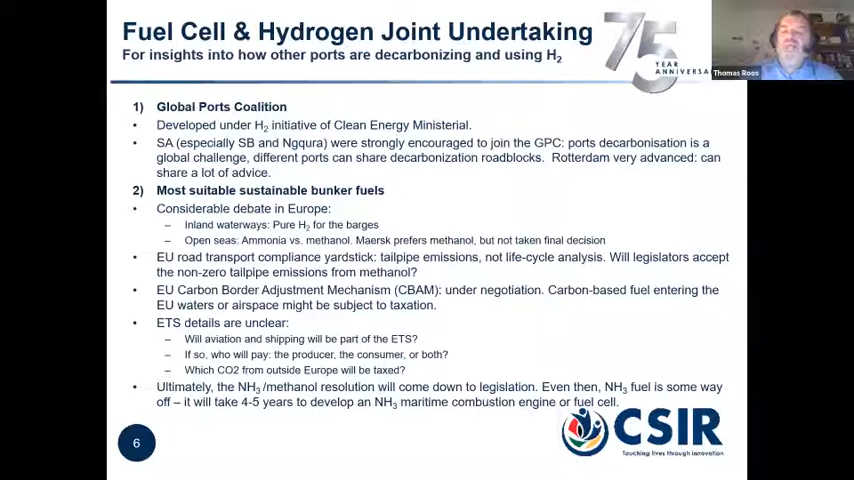 Fuel Cell & Hydrogen Joint Undertaking
For insights into how other ports are decarbonizing and using H2
75
YEAR
ANNIVERSA
Thomas Roos
1) Global Ports Coalition
• Developed under H2 initiative of Clean Energy Ministerial.
• SA (especially SB and Ngqura) were strongly encouraged to join the GPC: ports decarbonisation is a
global challenge, different ports can share decarbonization roadblocks. Rotterdam very advanced: can
share a lot of advice.
2) Most suitable sustainable bunker fuels
• Considerable debate in Europe:
– Inland waterways: Pure H2 for the barges
– Open seas: Ammonia vs. methanol. Maersk prefers methanol, but not taken final decision
• EU road transport compliance yardstick: tailpipe emissions, not life-cycle analysis. Will legislators accept
the non-zero tailpipe emissions from methanol?
• EU Carbon Border Adjustment Mechanism (CBAM): under negotiation. Carbon-based fuel entering the
EU waters or airspace might be subject to taxation.
• ETS details are unclear:
– Will aviation and shipping will be part of the ETS?
– If so, who will pay: the producer, the consumer, or both?
– Which CO2 from outside Europe will be taxed?
• Ultimately, the NH3 /methanol resolution will come down to legislation. Even then, NH3 fuel is some way
off – it will take 4-5 years to develop an NH3 maritime combustion engine or fuel cell.
6
CSIR
Touching lives through innovation